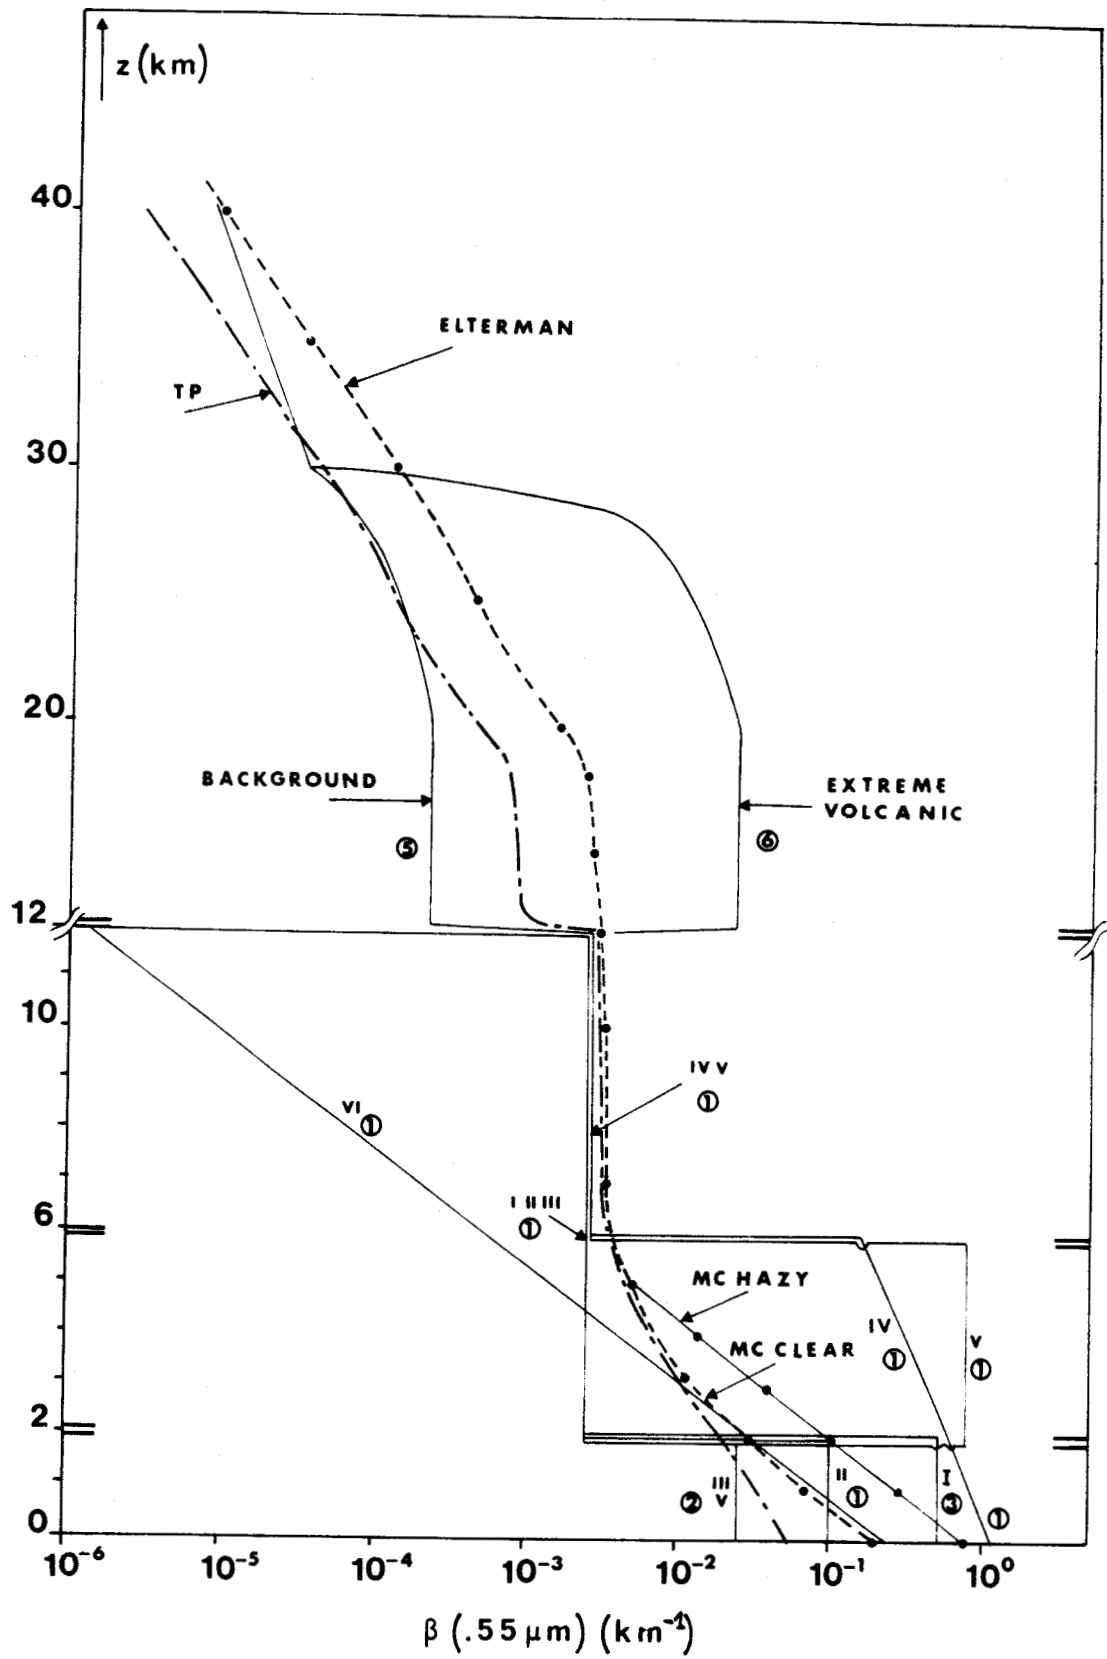 z (km)
40
ELTERMAN
TP
30
20
BACKGROUND
EXTREME
VOLCANIC
⑤
⑥
12
10
IV V
①
VI
①
I II III
①
6
MC HAZY
MC CLEAR
IV
①
V
①
2
III
V
②
II
①
I
③
①
0
10⁻⁶ 10⁻⁵ 10⁻⁴ 10⁻³ 10⁻² 10⁻¹ 10⁰
β (.55 μm) (km⁻¹)